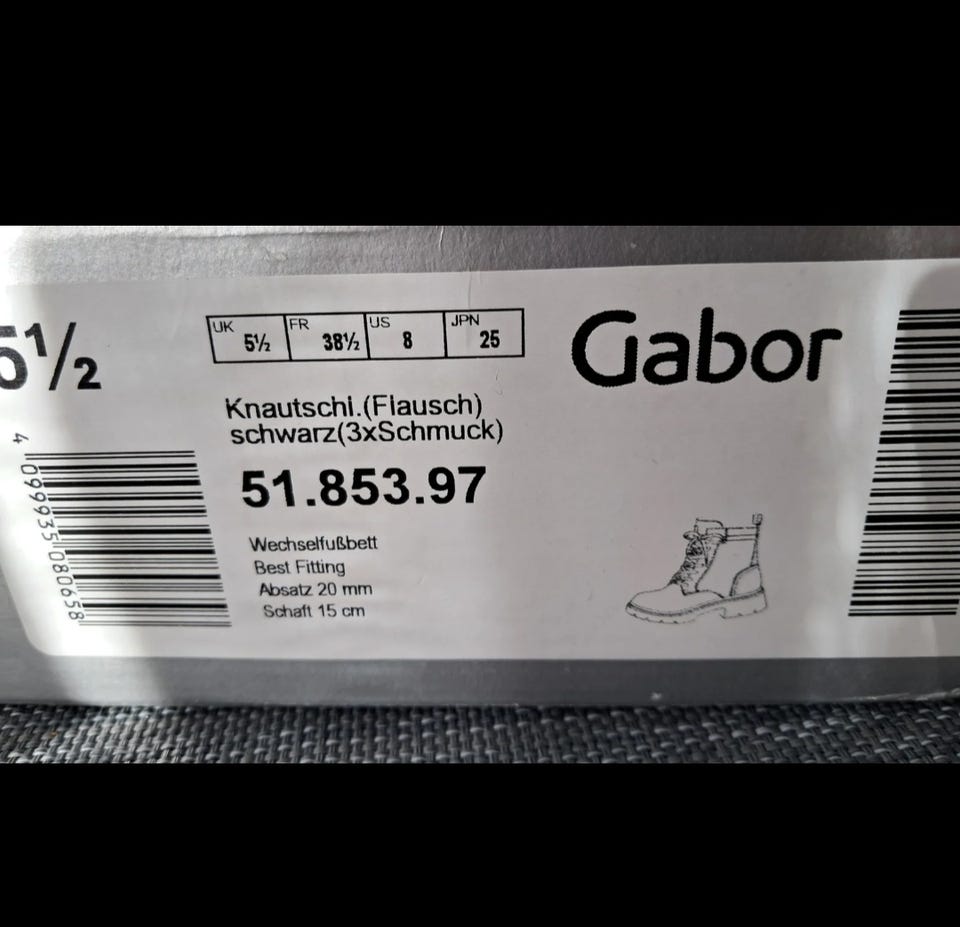 5½
UK 5½ FR 38½ US 8 JPN 25
Gabor
Knautschl.(Flausch)
schwarz(3xSchmuck)
51.853.97
Wechselfußbett
Best Fitting
Absatz 20 mm
Schaft 15 cm
4 099935 080658